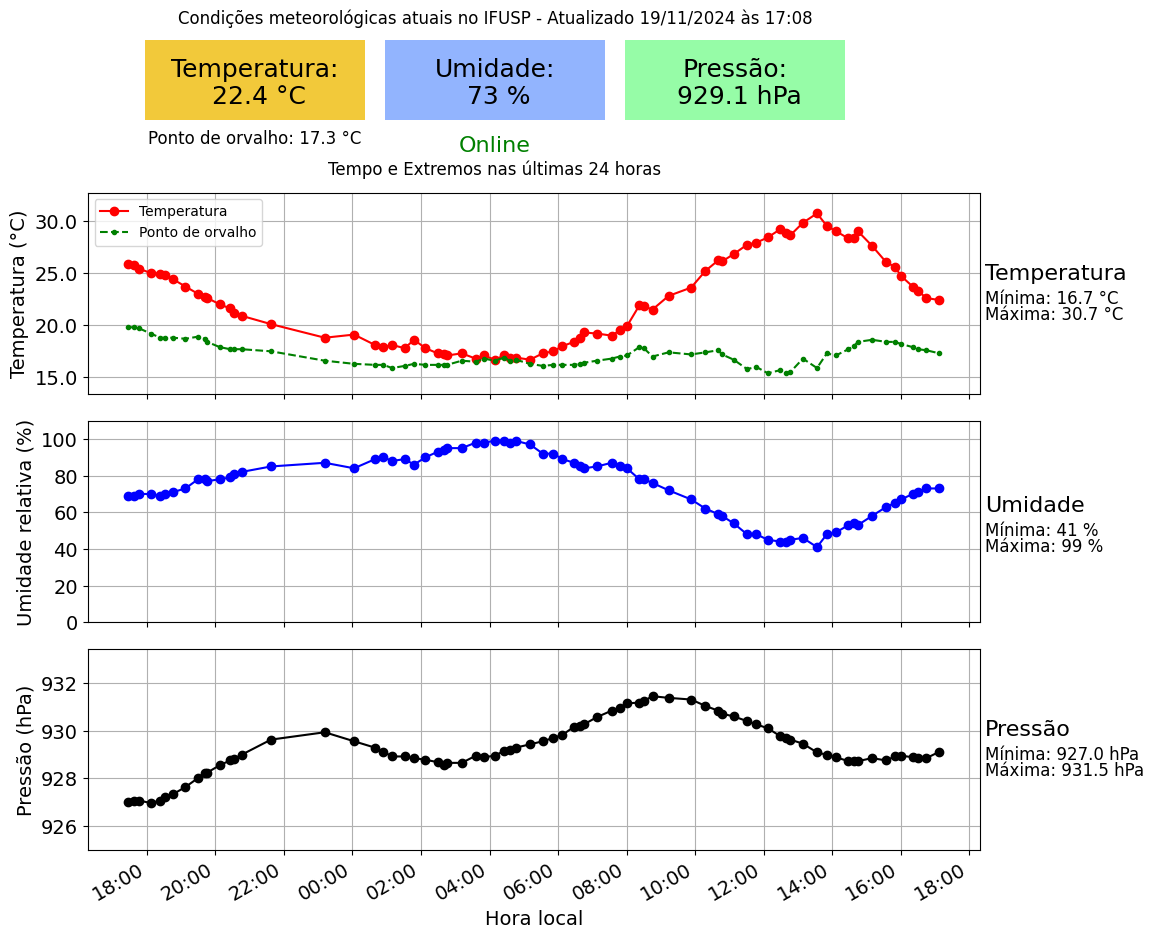 Condições meteorológicas atuais no IFUSP - Atualizado 19/11/2024 às 17:08
Temperatura:
22.4 °C
Umidade:
73 %
Pressão:
929.1 hPa
Ponto de orvalho: 17.3 °C
Online
Tempo e Extremos nas últimas 24 horas
Temperatura (°C)
30.0
25.0
20.0
15.0
Temperatura
Ponto de orvalho
Temperatura
Mínima: 16.7 °C
Máxima: 30.7 °C
Umidade relativa (%)
100
80
60
40
20
0
Umidade
Mínima: 41 %
Máxima: 99 %
Pressão (hPa)
932
930
928
926
Pressão
Mínima: 927.0 hPa
Máxima: 931.5 hPa
18:00 20:00 22:00 00:00 02:00 04:00 06:00 08:00 10:00 12:00 14:00 16:00 18:00
Hora local